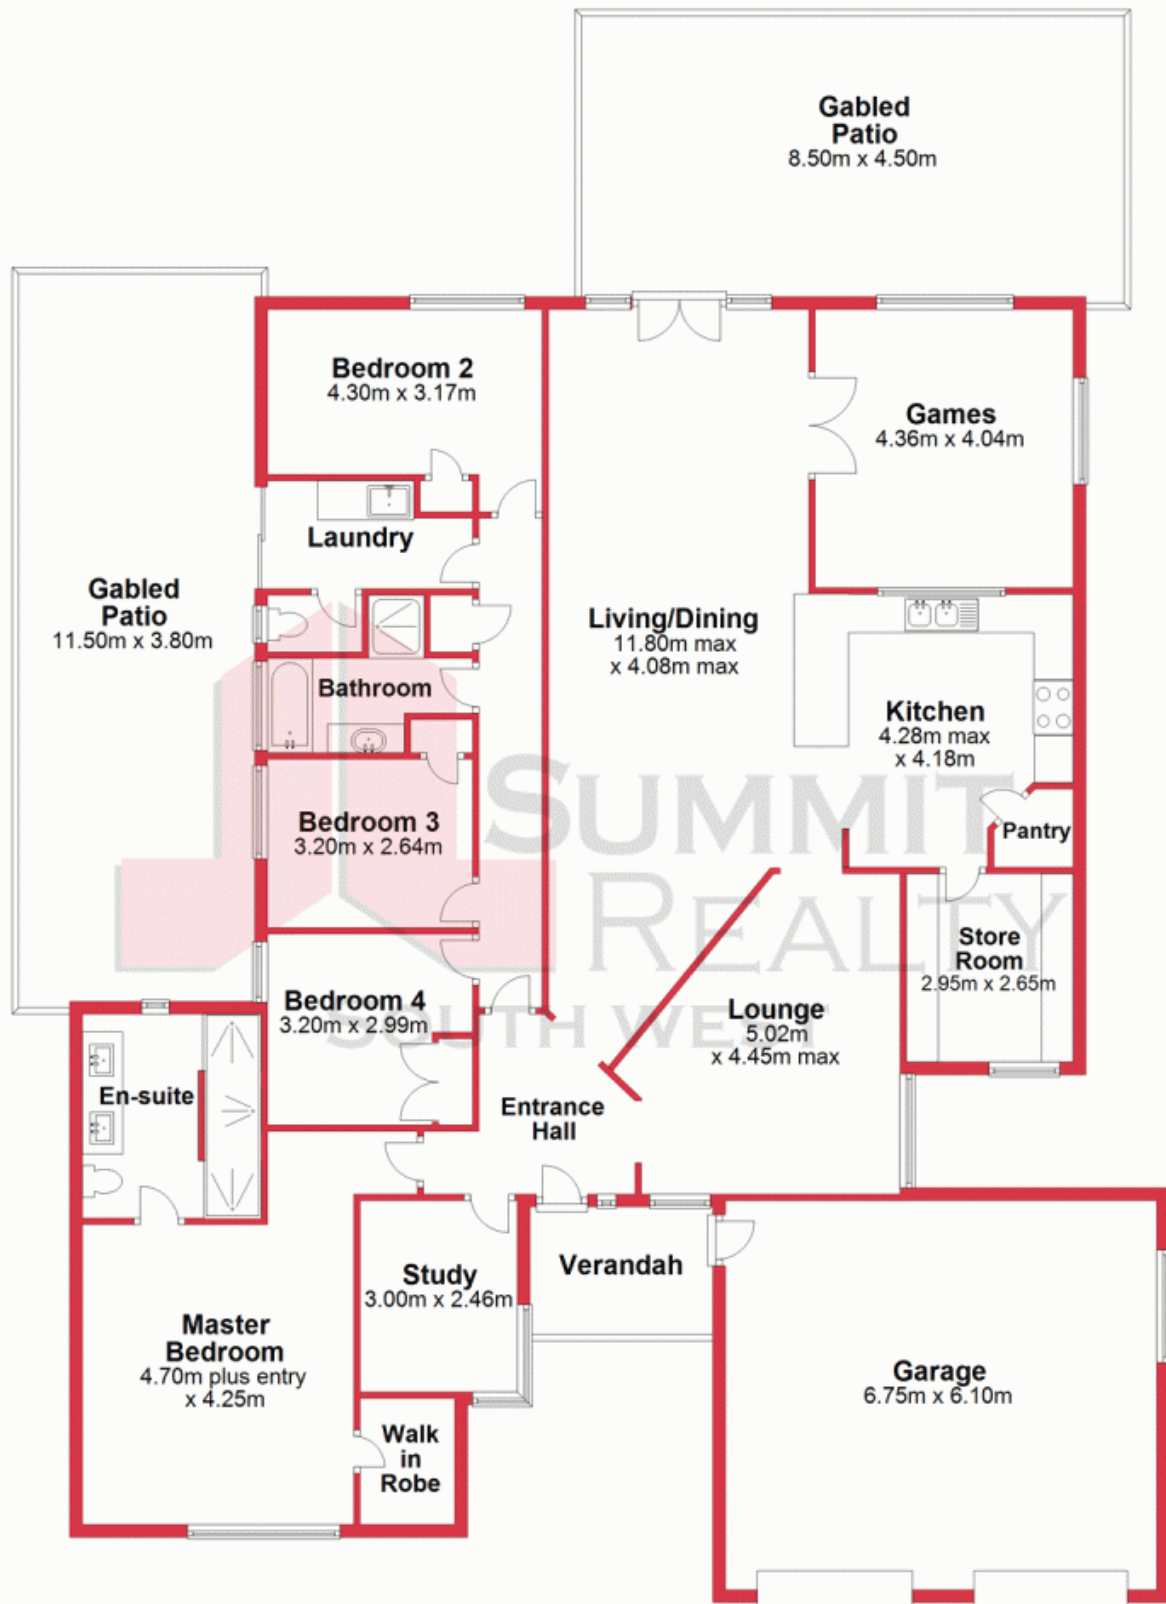 Gabled
Patio
8.50m x 4.50m
Bedroom 2
4.30m x 3.17m
Games
4.36m x 4.04m
Laundry
Gabled
Patio
11.50m x 3.80m
Living/Dining
11.80m max
x 4.08m max
Bathroom
Kitchen
4.28m max
x 4.18m
Bedroom 3
3.20m x 2.64m
Pantry
SUMMIT
REALTY
SOUTH WEST
Store
Room
2.95m x 2.65m
Bedroom 4
3.20m x 2.99m
Lounge
5.02m
x 4.45m max
En-suite
Entrance
Hall
Verandah
Study
3.00m x 2.46m
Master
Bedroom
4.70m plus entry
x 4.25m
Garage
6.75m x 6.10m
Walk
in
Robe